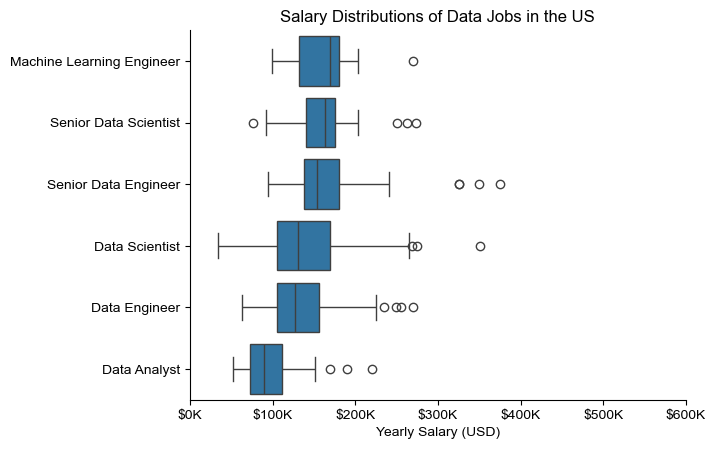 Salary Distributions of Data Jobs in the US
Machine Learning Engineer
Senior Data Scientist
Senior Data Engineer
Data Scientist
Data Engineer
Data Analyst
$0K $100K $200K $300K $400K $500K $600K
Yearly Salary (USD)